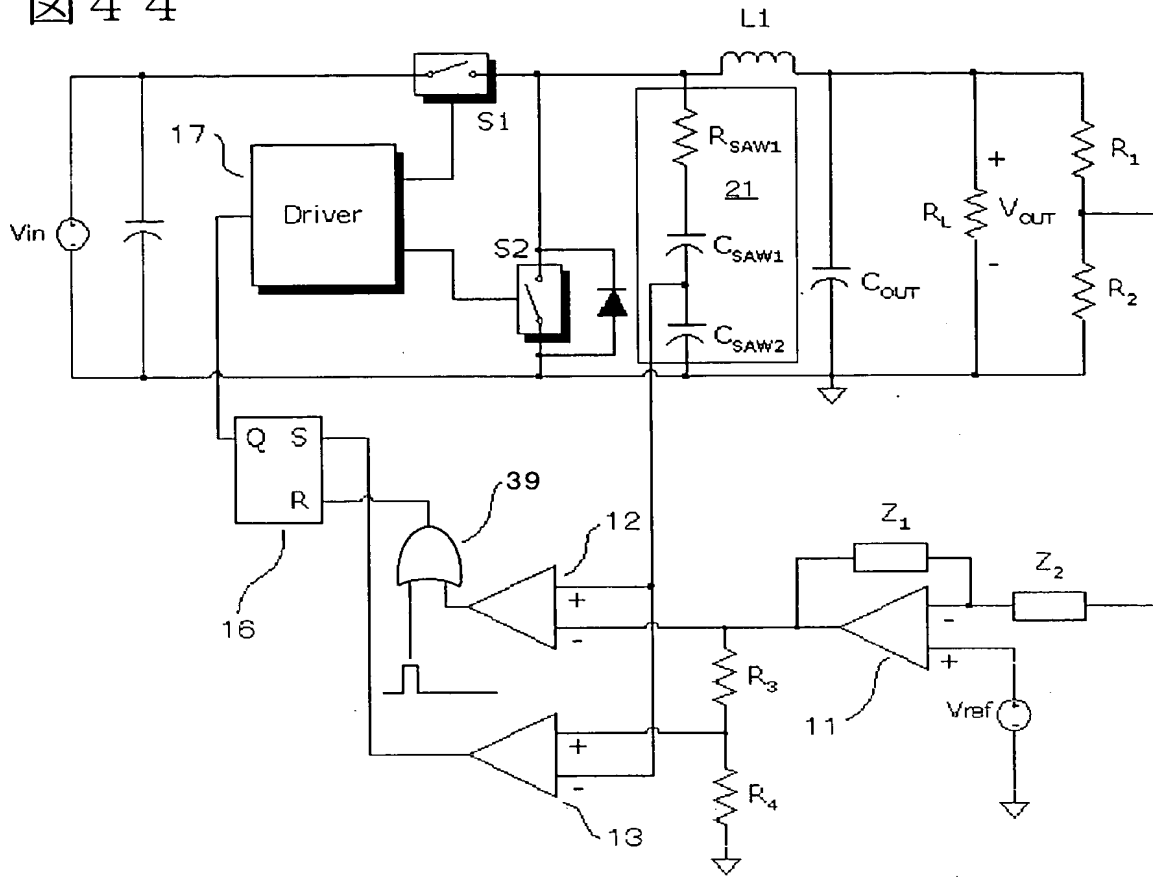 図44
L1
S1
17
R_SAW1
21
R_1
Driver
+
V_OUT
R_L
-
Vin
S2
C_SAW1
C_OUT
R_2
C_SAW2
Q S
R
39
12
Z_1
Z_2
+
-
-
+
16
R_3
11
Vref
+
-
R_4
13